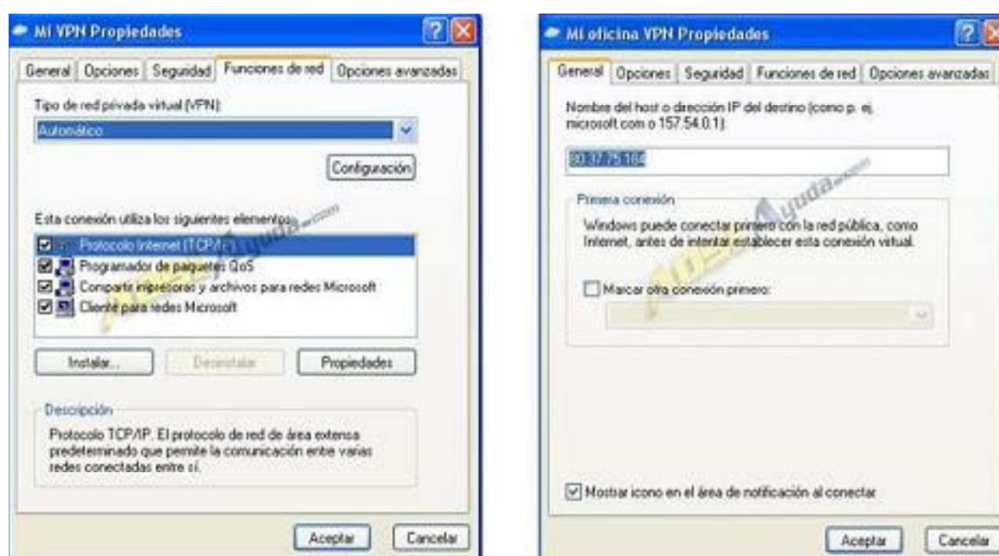 Mi VPN Propiedades
General Opciones Seguridad Funciones de red Opciones avanzadas
Tipo de red privada virtual (VPN):
Automático
Configuración
Esta conexión utiliza los siguientes elementos:
Protocolo Internet (TCP/IP)
Programador de paquetes QoS
Compartir impresoras y archivos para redes Microsoft
Cliente para redes Microsoft
Instalar...
Desinstalar
Propiedades
Descripción
Protocolo TCP/IP. El protocolo de red de área extensa
predeterminado que permite la comunicación entre varias
redes conectadas entre sí.
Aceptar
Cancelar
Mi oficina VPN Propiedades
General Opciones Seguridad Funciones de red Opciones avanzadas
Nombre del host o dirección IP del destino (como p. ej.
microsoft.com o 157.54.0.1):
Primera conexión
Windows puede conectar primero con la red pública, como
Internet, antes de intentar establecer esta conexión virtual.
Marcar otra conexión primero:
Mostrar icono en el área de notificación al conectar
Aceptar
Cancelar